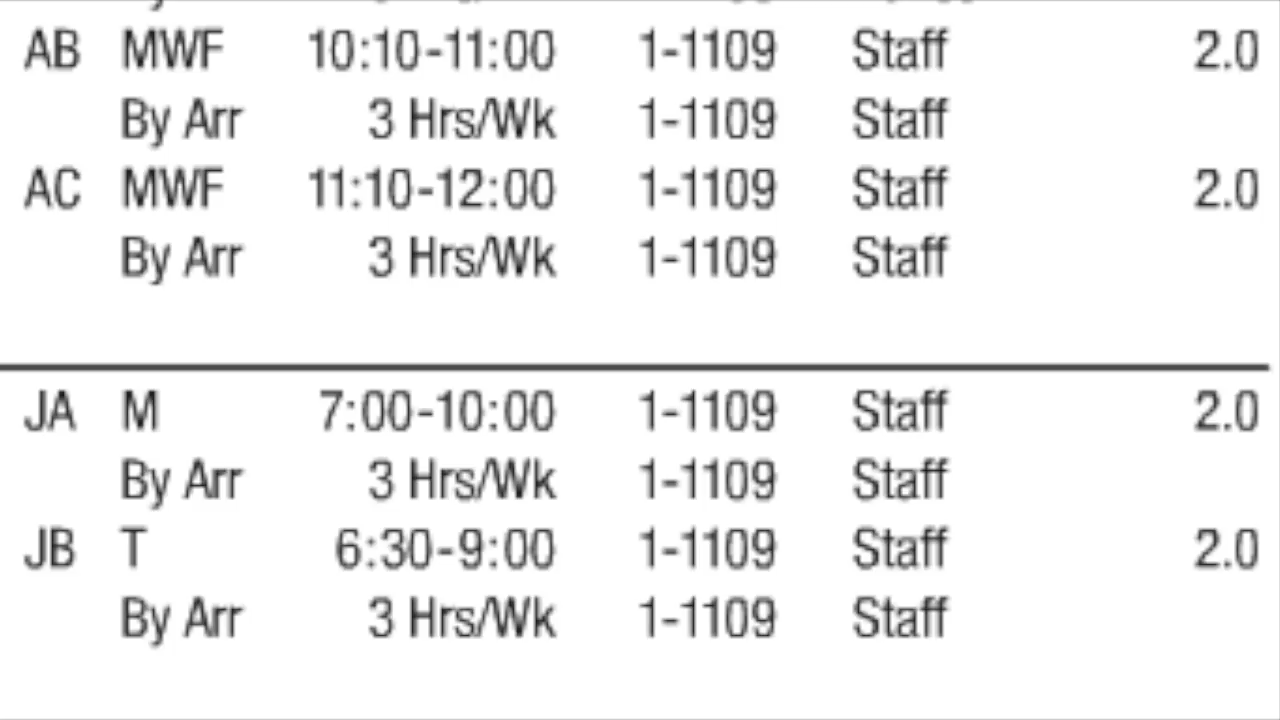 AB MWF 10:10-11:00 1-1109 Staff 2.0
By Arr 3 Hrs/Wk 1-1109 Staff
AC MWF 11:10-12:00 1-1109 Staff 2.0
By Arr 3 Hrs/Wk 1-1109 Staff
JA M 7:00-10:00 1-1109 Staff 2.0
By Arr 3 Hrs/Wk 1-1109 Staff
JB T 6:30-9:00 1-1109 Staff 2.0
By Arr 3 Hrs/Wk 1-1109 Staff